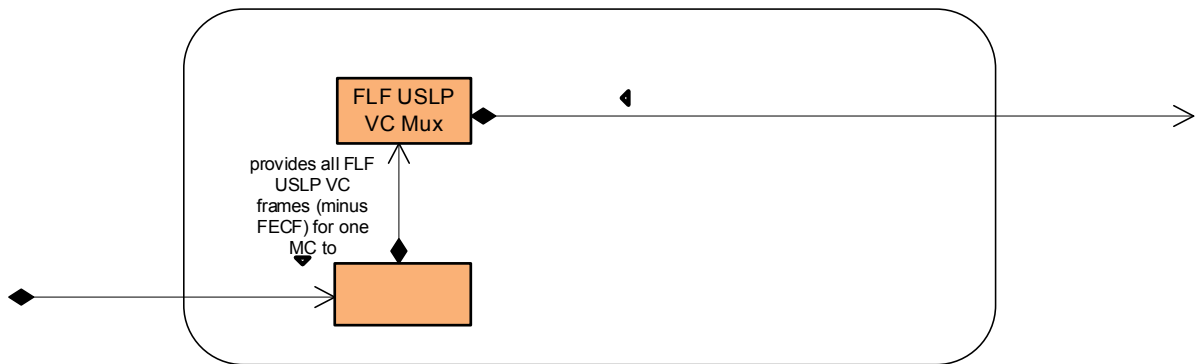 FLF USLP
VC Mux
provides all FLF
USLP VC
frames (minus
FECF) for one
MC to